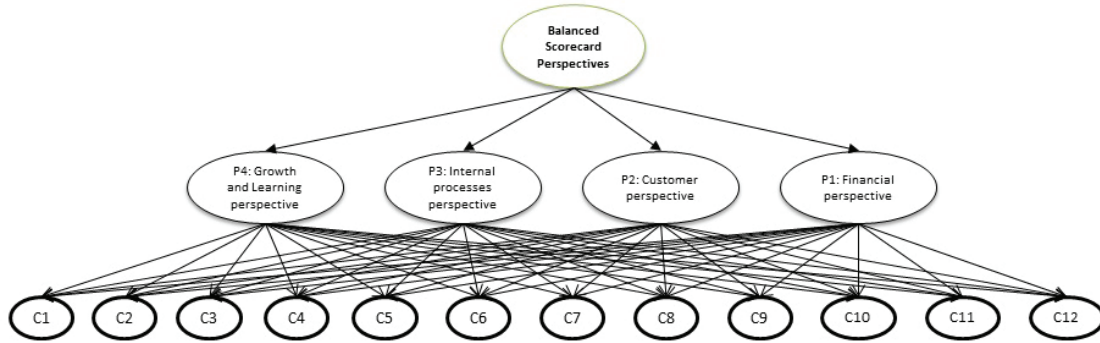 Balanced
Scorecard
Perspectives
P4: Growth
and Learning
perspective
P3: Internal
processes
perspective
P2: Customer
perspective
P1: Financial
perspective
C1
C2
C3
C4
C5
C6
C7
C8
C9
C10
C11
C12